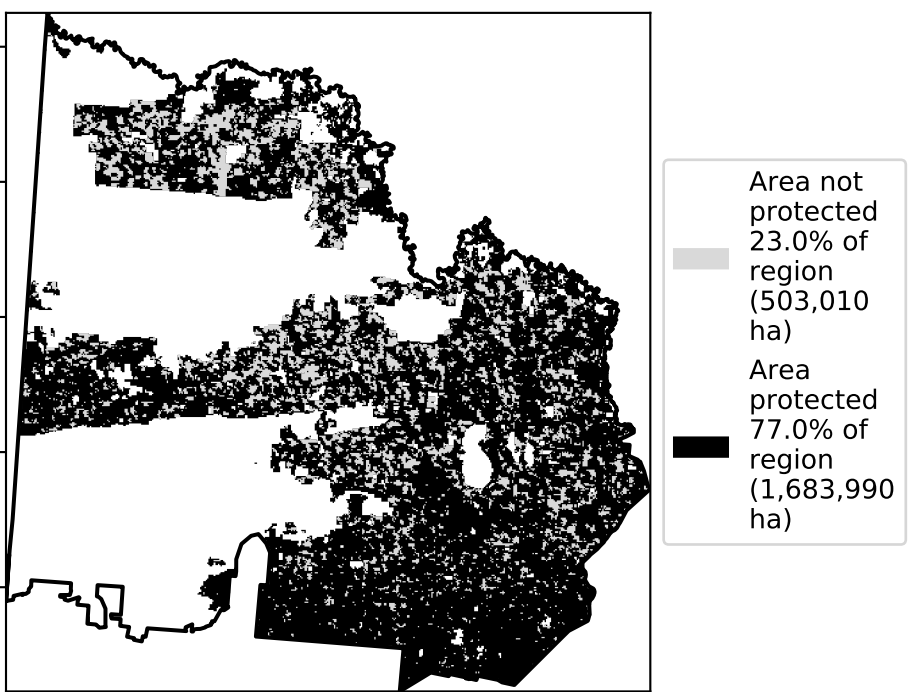 Area not
protected
23.0% of
region
(503,010
ha)
Area
protected
77.0% of
region
(1,683,990
ha)